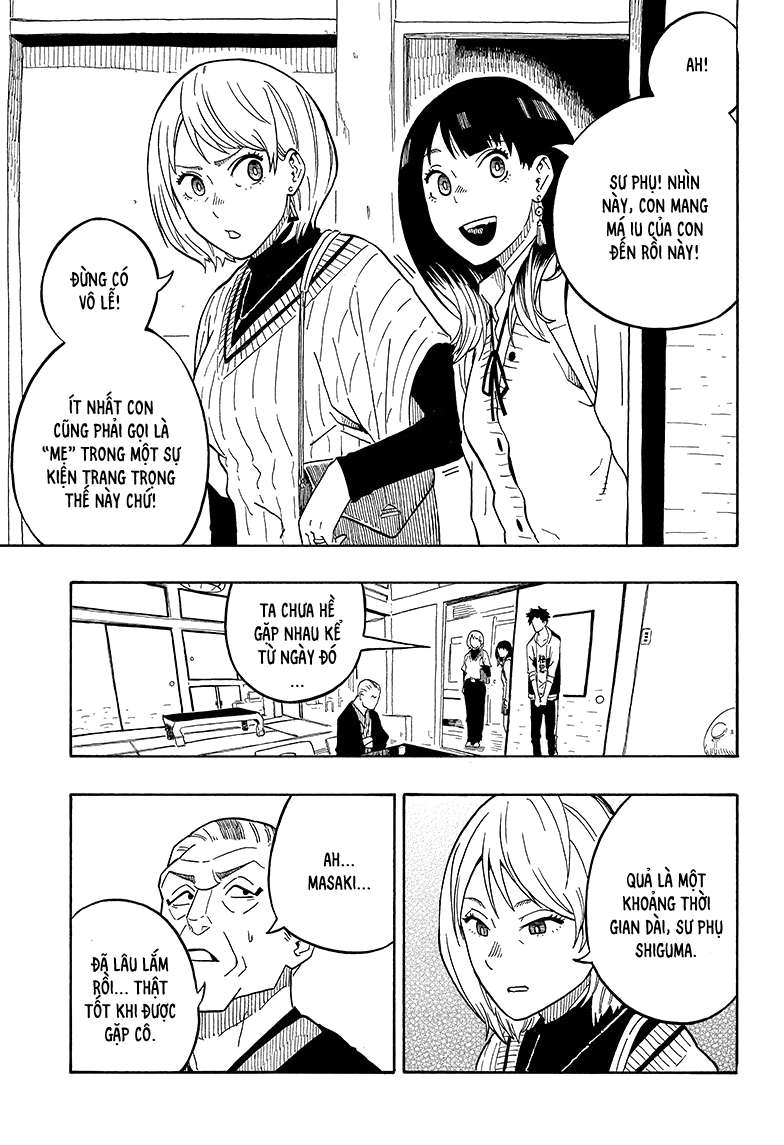 AH!
SƯ PHỤ! NHÌN
NÀY, CON MANG
MÁ IU CỦA CON
ĐẾN RỒI NÀY!
ĐỪNG CÓ
VÔ LỄ!
ÍT NHẤT CON
CŨNG PHẢI GỌI LÀ
“MẸ” TRONG MỘT SỰ
KIỆN TRANG TRONG
THẾ NÀY CHỨ!
TA CHƯA HỀ
GẶP NHAU KỂ
TỪ NGÀY ĐÓ
...
QUẢ LÀ MỘT
KHOẢNG THỜI
GIAN DÀI, SƯ PHỤ
SHIGUMA.
AH...
MASAKI...
ĐÃ LÂU LẮM
RỒI... THẬT
TỐT KHI ĐƯỢC
GẶP CÔ.